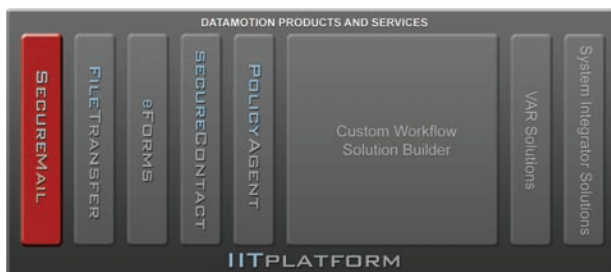 DATAMOTION PRODUCTS AND SERVICES
SECUREMAIL
FILETRANSFER
eFORMS
SECURECONTACT
POLICYAGENT
Custom Workflow
Solution Builder
VAR Solutions
System Integrator Solutions
IITPLATFORM